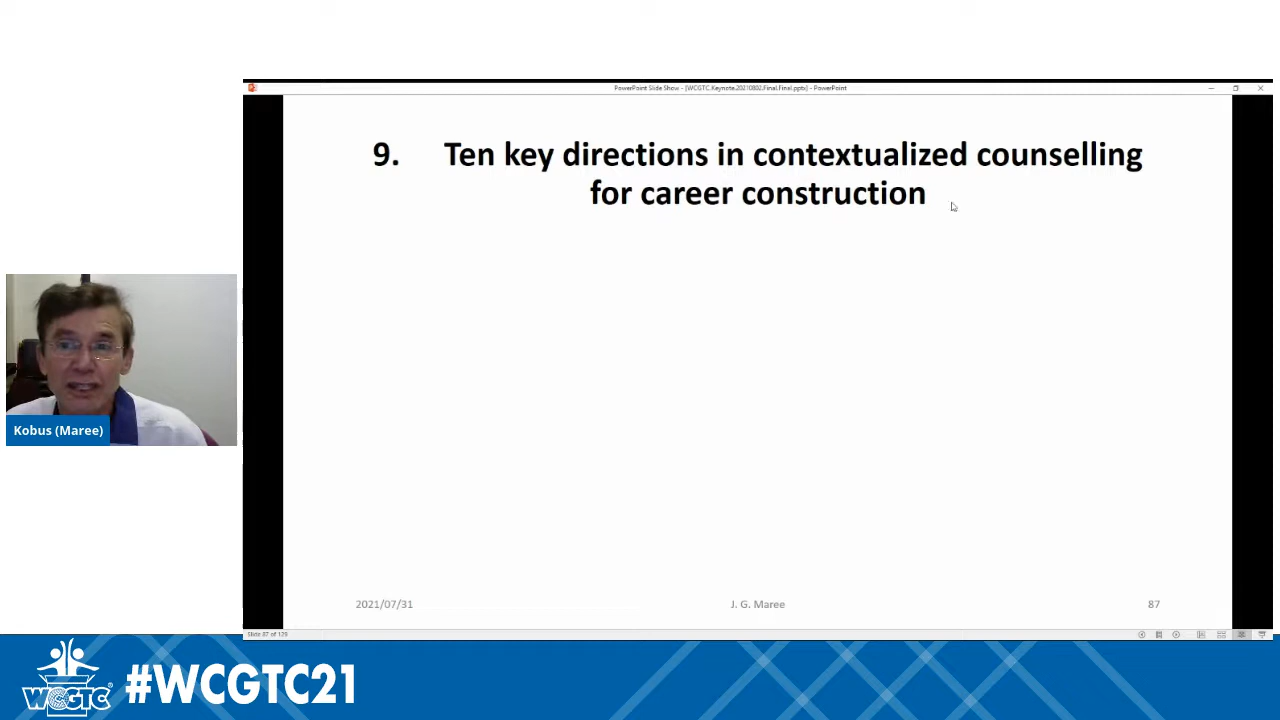 PowerPoint Slide Show - [WCGTC.Keynote.20210802.Final.Final.pptx] - PowerPoint
9. Ten key directions in contextualized counselling
for career construction
Kobus (Maree)
2021/07/31
J. G. Maree
87
Slide 87 of 129
WCGTC®
#WCGTC21